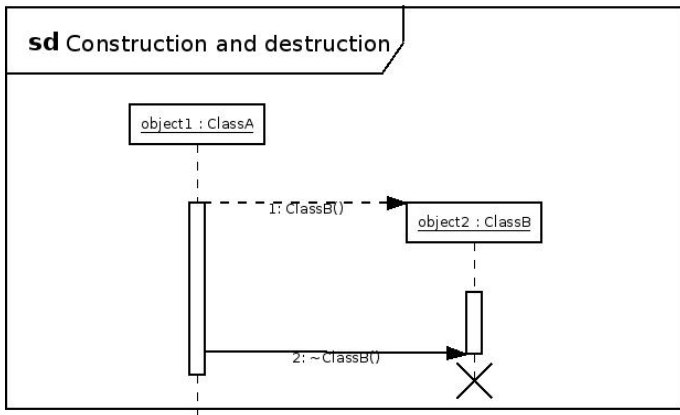 sd Construction and destruction
object1 : ClassA
1: ClassB()
object2 : ClassB
2: ~ClassB()